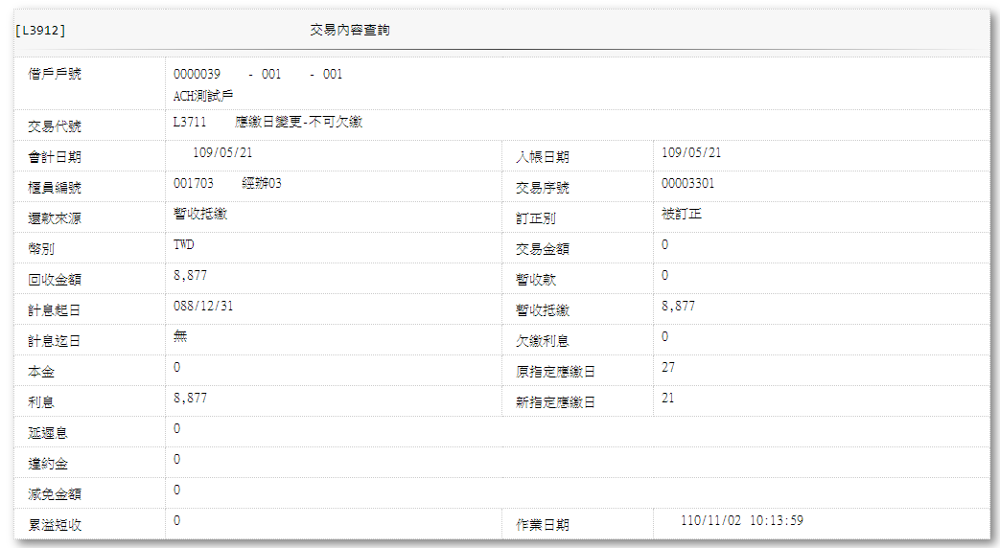 [L3912] 交易內容查詢
借戶戶號 0000039 - 001 - 001
ACH測試戶
交易代號 L3711 應繳日變更-不可欠繳
會計日期 109/05/21 入帳日期 109/05/21
櫃員編號 001703 經辦03 交易序號 00003301
還款來源 暫收抵繳 訂正別 被訂正
幣別 TWD 交易金額 0
回收金額 8,877 暫收款 0
計息起日 088/12/31 暫收抵繳 8,877
計息迄日 無 欠繳利息 0
本金 0 原指定應繳日 27
利息 8,877 新指定應繳日 21
延遲息 0
違約金 0
減免金額 0
累溢短收 0 作業日期 110/11/02 10:13:59